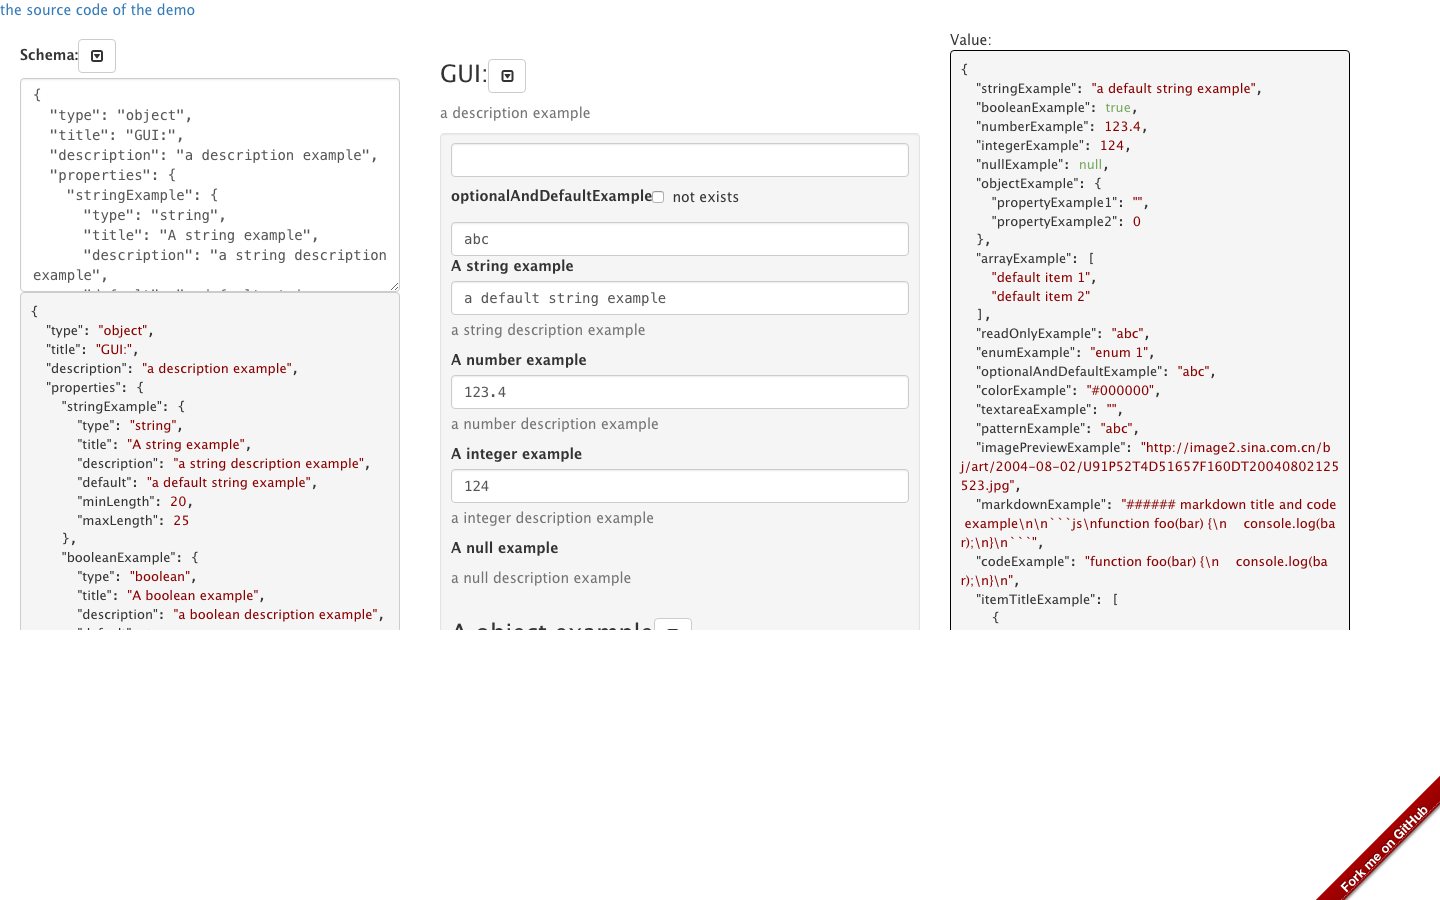 the source code of the demo
Schema:
{
  "type": "object",
  "title": "GUI:",
  "description": "a description example",
  "properties": {
    "stringExample": {
      "type": "string",
      "title": "A string example",
      "description": "a string description
example",
{
  "type": "object",
  "title": "GUI:",
  "description": "a description example",
  "properties": {
    "stringExample": {
      "type": "string",
      "title": "A string example",
      "description": "a string description example",
      "default": "a default string example",
      "minLength": 20,
      "maxLength": 25
    },
    "booleanExample": {
      "type": "boolean",
      "title": "A boolean example",
      "description": "a boolean description example",
GUI:
a description example
optionalAndDefaultExample not exists
abc
A string example
a default string example
a string description example
A number example
123.4
a number description example
A integer example
124
a integer description example
A null example
a null description example
A object example
Value:
{
  "stringExample": "a default string example",
  "booleanExample": true,
  "numberExample": 123.4,
  "integerExample": 124,
  "nullExample": null,
  "objectExample": {
    "propertyExample1": "",
    "propertyExample2": 0
  },
  "arrayExample": [
    "default item 1",
    "default item 2"
  ],
  "readOnlyExample": "abc",
  "enumExample": "enum 1",
  "optionalAndDefaultExample": "abc",
  "colorExample": "#000000",
  "textareaExample": "",
  "patternExample": "abc",
  "imagePreviewExample": "http://image2.sina.com.cn/b
j/art/2004-08-02/U91P52T4D51657F160DT20040802125
523.jpg",
  "markdownExample": "###### markdown title and code
 example\n\n```js\nfunction foo(bar) {\n    console.log(ba
r);\n}\n```",
  "codeExample": "function foo(bar) {\n    console.log(ba
r);\n}\n",
  "itemTitleExample": [
    {
Fork me on GitHub